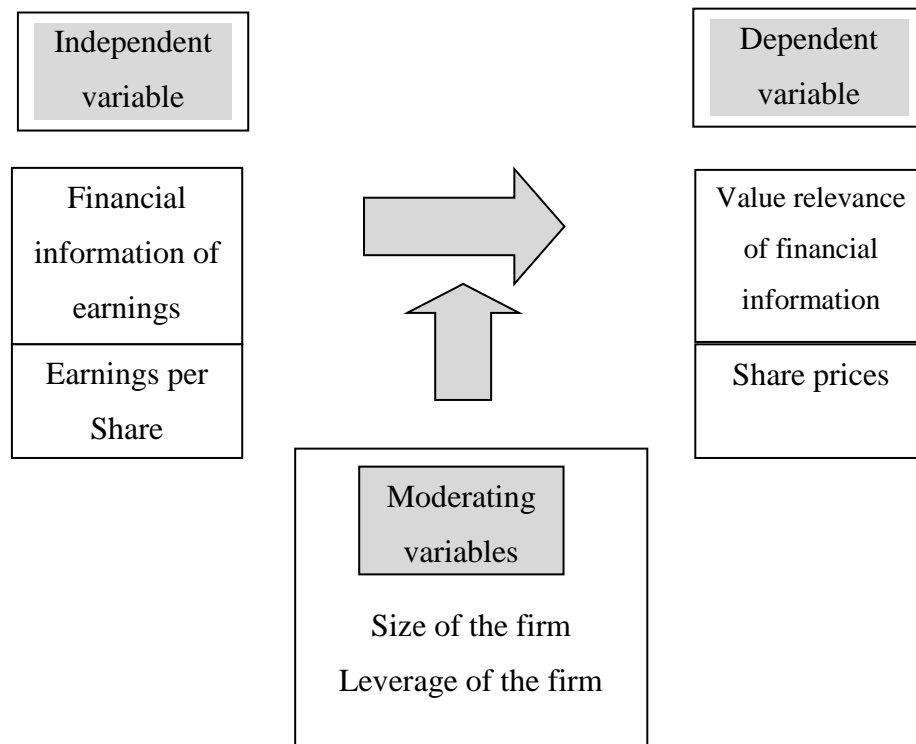 Independent
variable
Dependent
variable
Financial
information of
earnings
Value relevance
of financial
information
Earnings per
Share
Share prices
Moderating
variables
Size of the firm
Leverage of the firm